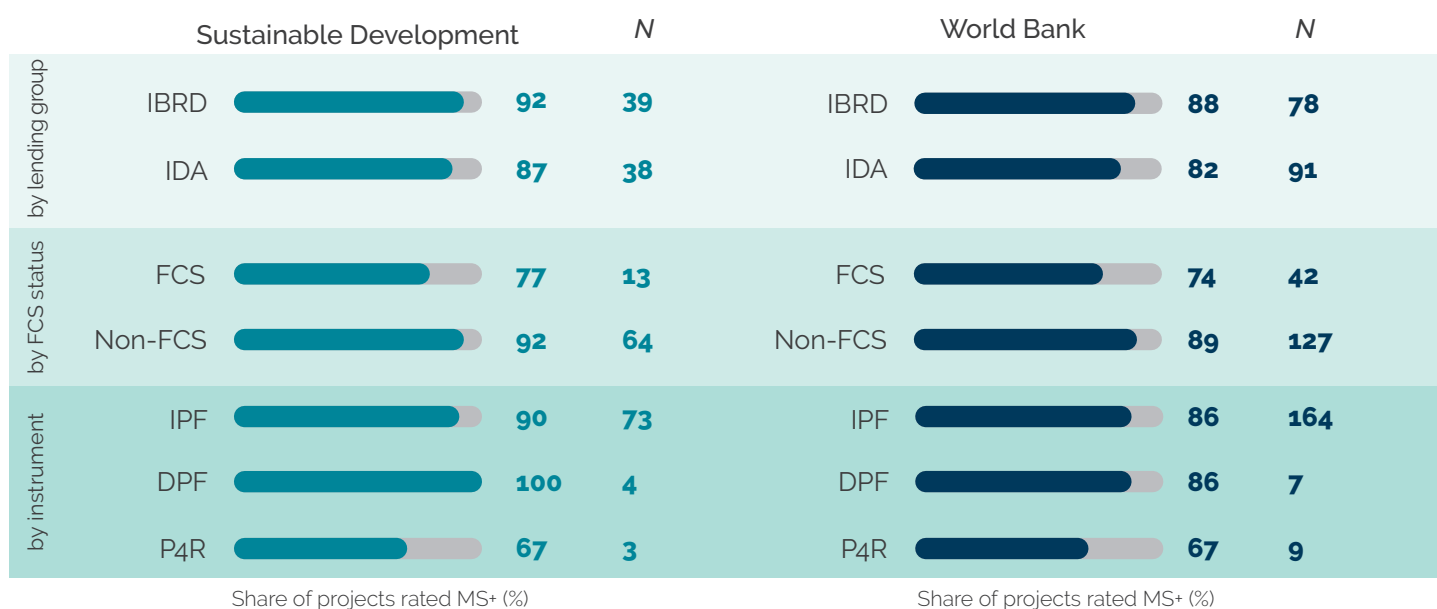 Sustainable Development N World Bank N
by lending group
IBRD 92 39 IBRD 88 78
IDA 87 38 IDA 82 91
by FCS status
FCS 77 13 FCS 74 42
Non-FCS 92 64 Non-FCS 89 127
by instrument
IPF 90 73 IPF 86 164
DPF 100 4 DPF 86 7
P4R 67 3 P4R 67 9
Share of projects rated MS+ (%) Share of projects rated MS+ (%)